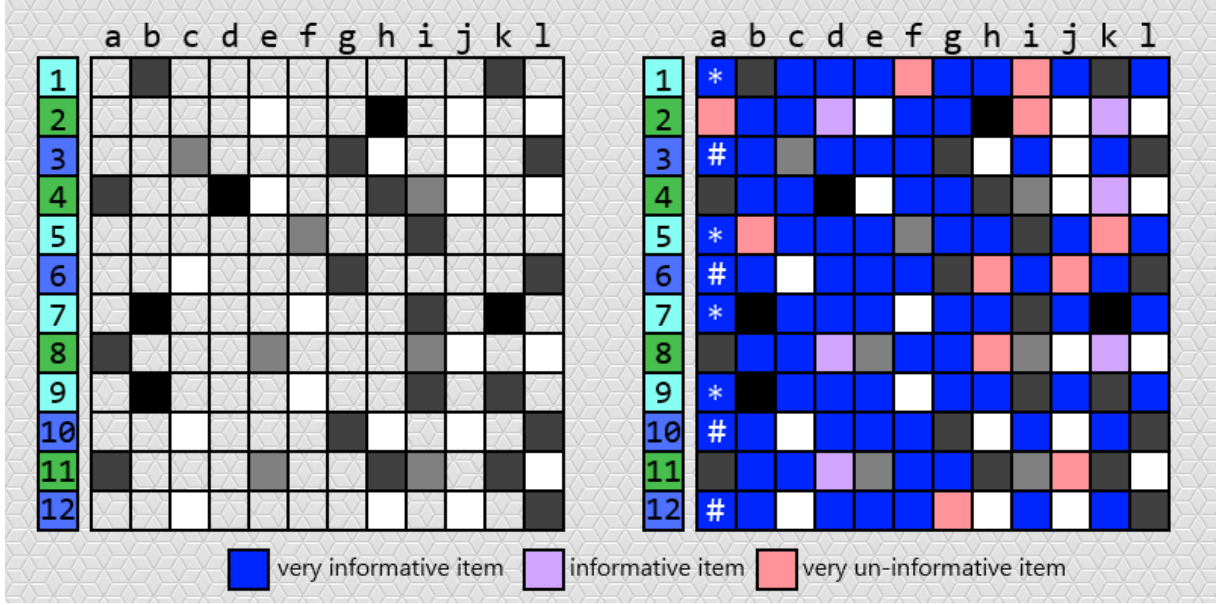 a b c d e f g h i j k l a b c d e f g h i j k l
1 1 *
2 2
3 3 #
4 4
5 5 *
6 6 #
7 7 *
8 8
9 9 *
10 10 #
11 11
12 12 #
very informative item informative item very un-informative item